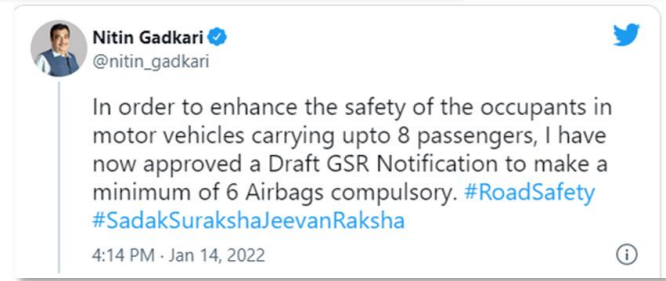 Nitin Gadkari
@nitin_gadkari
In order to enhance the safety of the occupants in
motor vehicles carrying upto 8 passengers, I have
now approved a Draft GSR Notification to make a
minimum of 6 Airbags compulsory. #RoadSafety
#SadakSurakshaJeevanRaksha
4:14 PM · Jan 14, 2022